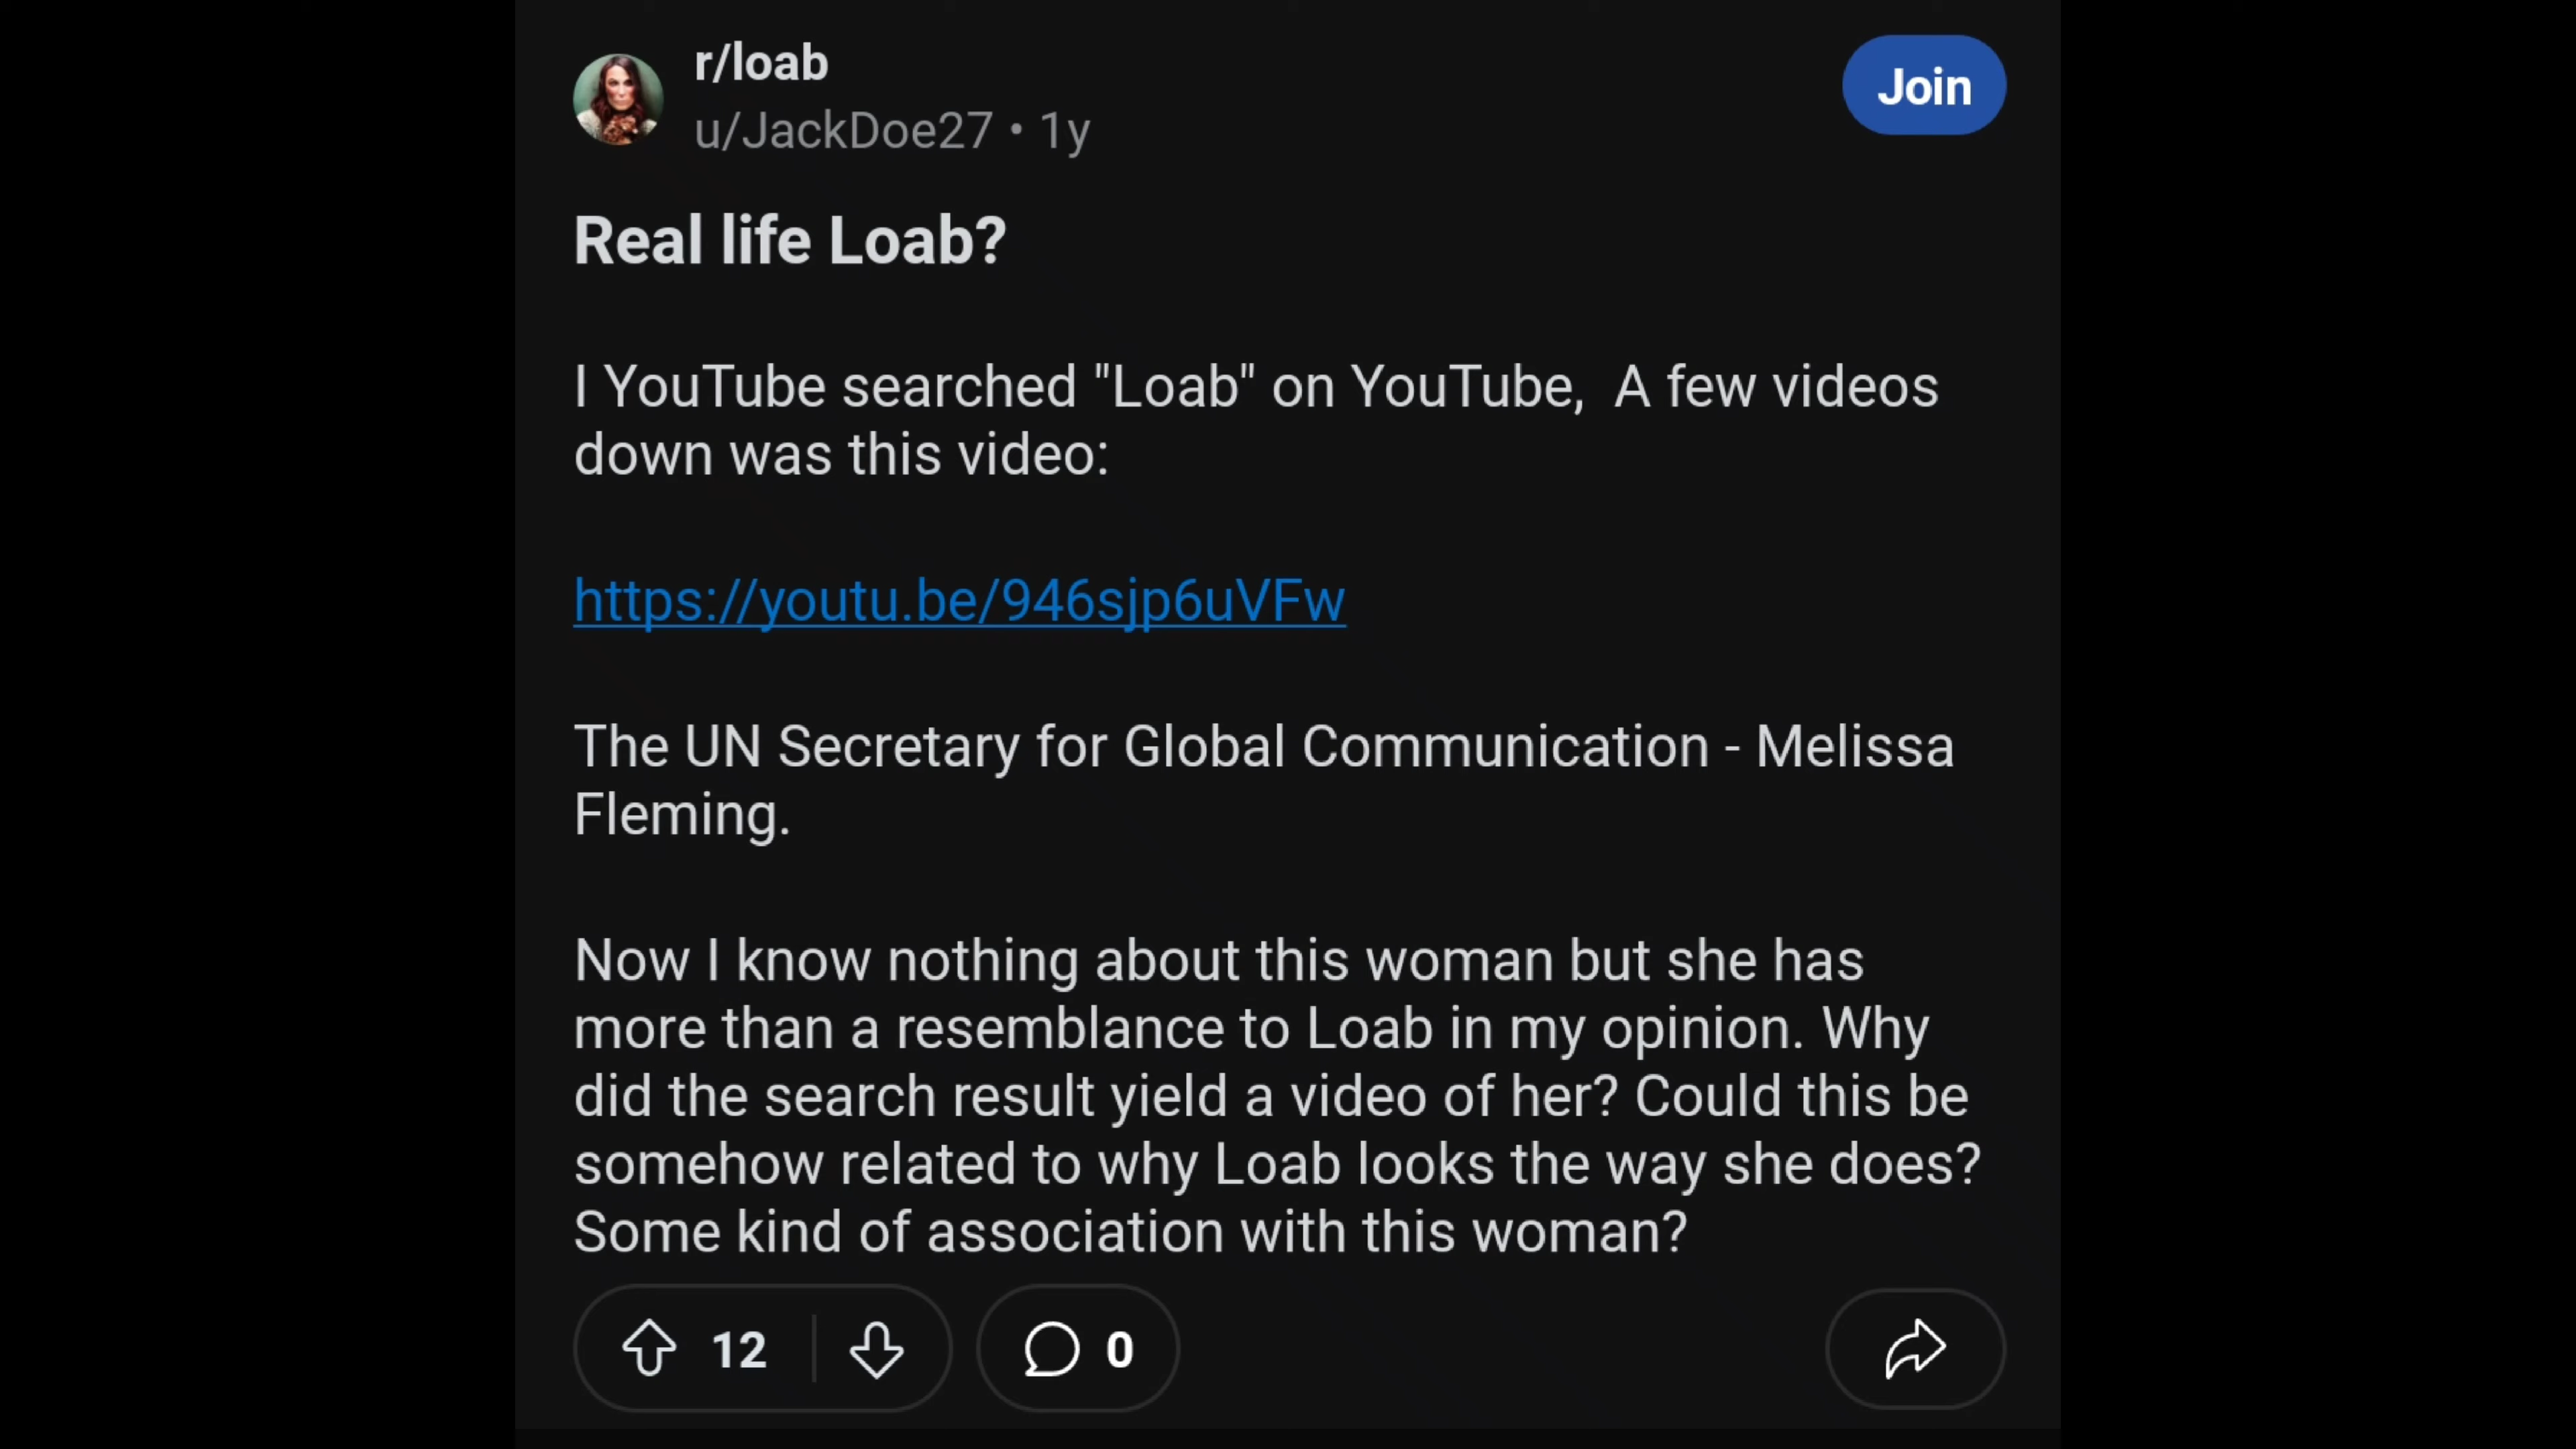 r/loab
u/JackDoe27 • 1y
Join
Real life Loab?
I YouTube searched "Loab" on YouTube,  A few videos
down was this video:
https://youtu.be/946sjp6uVFw
The UN Secretary for Global Communication - Melissa
Fleming.
Now I know nothing about this woman but she has
more than a resemblance to Loab in my opinion. Why
did the search result yield a video of her? Could this be
somehow related to why Loab looks the way she does?
Some kind of association with this woman?
12
0